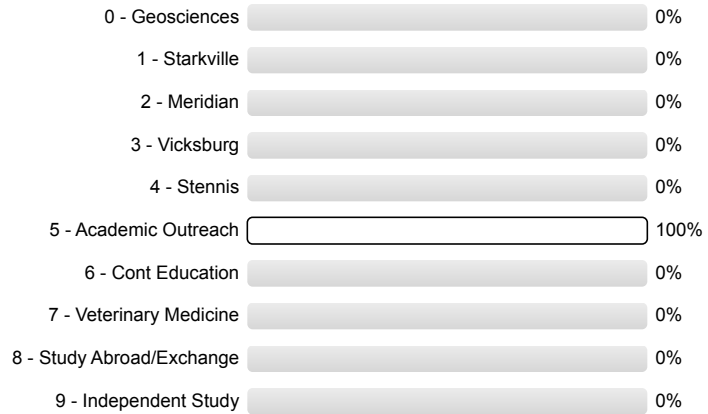 0 - Geosciences 0%
1 - Starkville 0%
2 - Meridian 0%
3 - Vicksburg 0%
4 - Stennis 0%
5 - Academic Outreach 100%
6 - Cont Education 0%
7 - Veterinary Medicine 0%
8 - Study Abroad/Exchange 0%
9 - Independent Study 0%